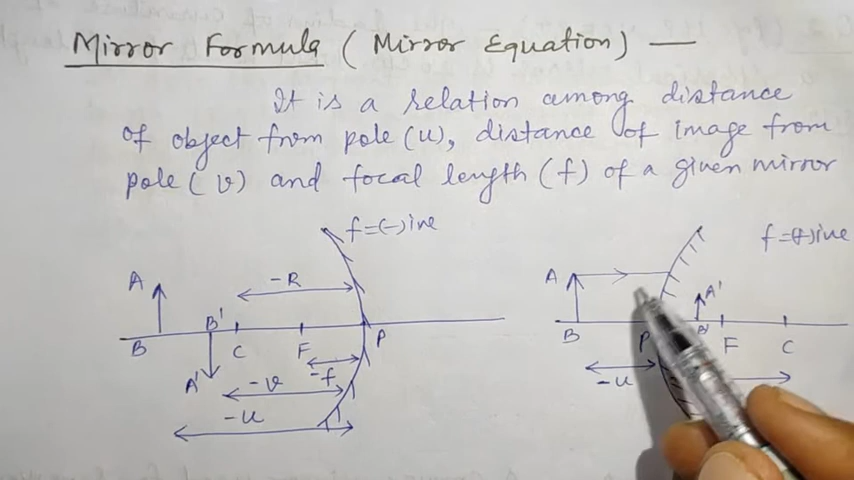 Mirror Formula (Mirror Equation) —
It is a relation among distance
of object from pole (u), distance of image from
pole (v) and focal length (f) of a given mirror
f=(-)ive
f=(+)ive
A
-R
A
A'
B'
B
C
F
P
B
P
B'
F
C
A'
-v
-f
-u
-u